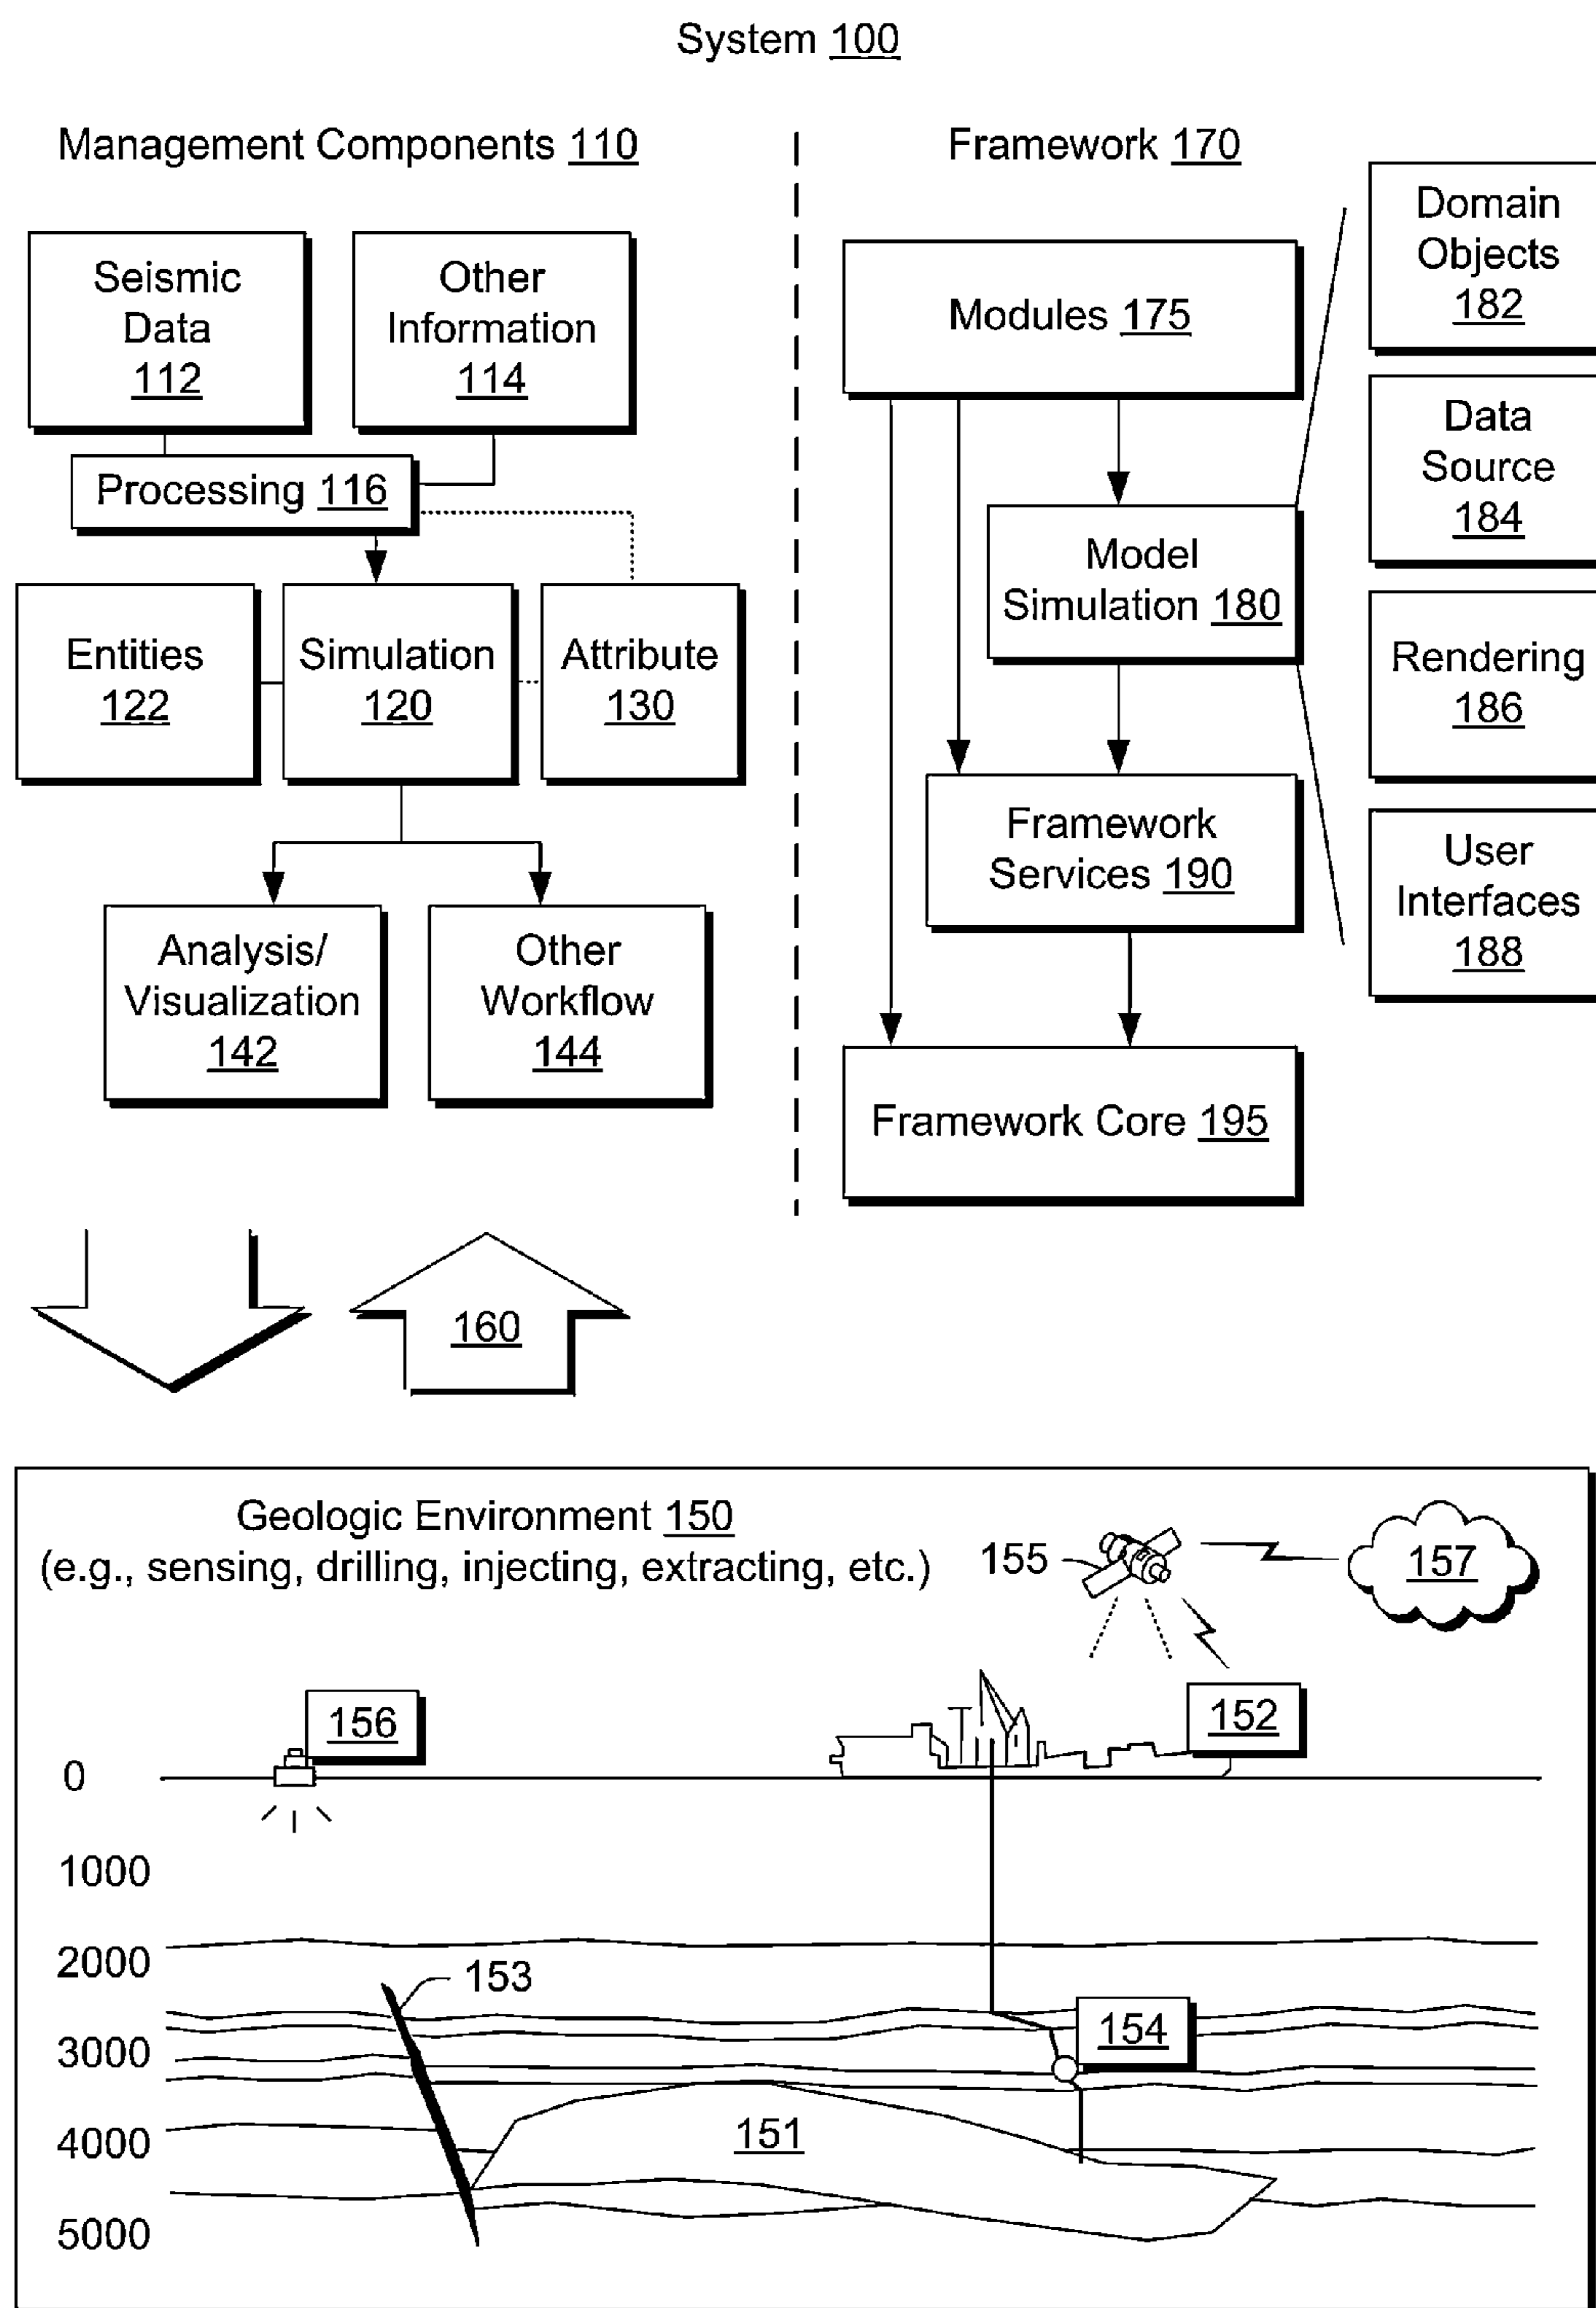 System 100
Management Components 110
Seismic
Data
112
Other
Information
114
Processing 116
Entities
122
Simulation
120
Attribute
130
Analysis/
Visualization
142
Other
Workflow
144
Framework 170
Modules 175
Model
Simulation 180
Framework
Services 190
Framework Core 195
Domain
Objects
182
Data
Source
184
Rendering
186
User
Interfaces
188
160
Geologic Environment 150
(e.g., sensing, drilling, injecting, extracting, etc.)
155
157
156
152
0
1000
2000
153
3000
154
4000
151
5000